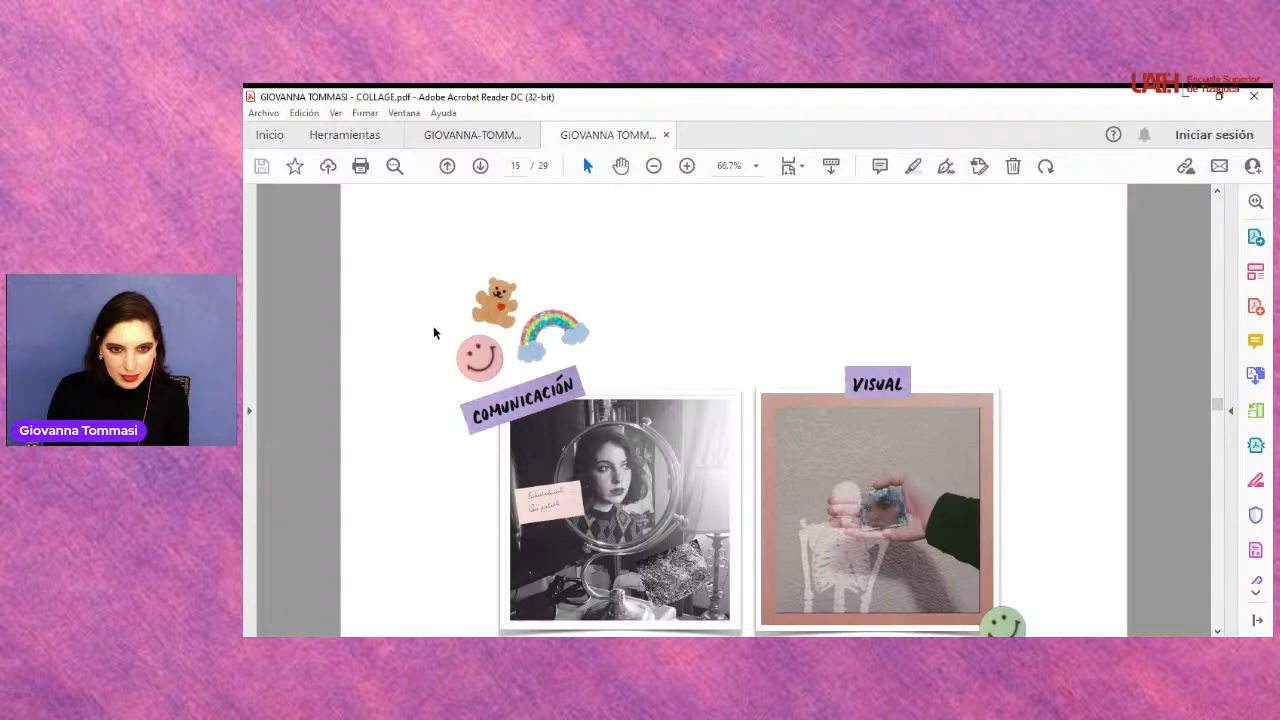 UAEH Escuela Superior
de Tizayuca
GIOVANNA TOMMASI - COLLAGE.pdf - Adobe Acrobat Reader DC (32-bit)
Archivo Edición Ver Firmar Ventana Ayuda
Inicio Herramientas GIOVANNA-TOMM... GIOVANNA TOMM... × Iniciar sesión
15 / 29 66.7%
COMUNICACIÓN
VISUAL
Giovanna Tommasi